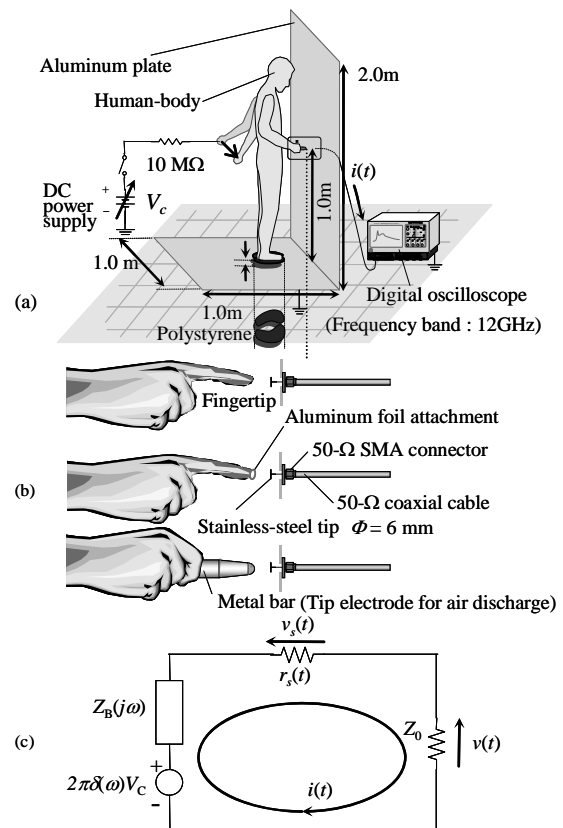 Aluminum plate
Human-body
2.0m
10 MΩ
i(t)
DC
power
supply
+
-
V_c
1.0m
1.0 m
(a)
1.0m
Polystyrene
Digital oscilloscope
(Frequency band : 12GHz)
Fingertip
Aluminum foil attachment
50-Ω SMA connector
(b)
50-Ω coaxial cable
Stainless-steel tip Φ = 6 mm
Metal bar (Tip electrode for air discharge)
v_s(t)
r_s(t)
Z_B(jω)
Z_0
v(t)
(c)
+
2πδ(ω)V_C
-
i(t)